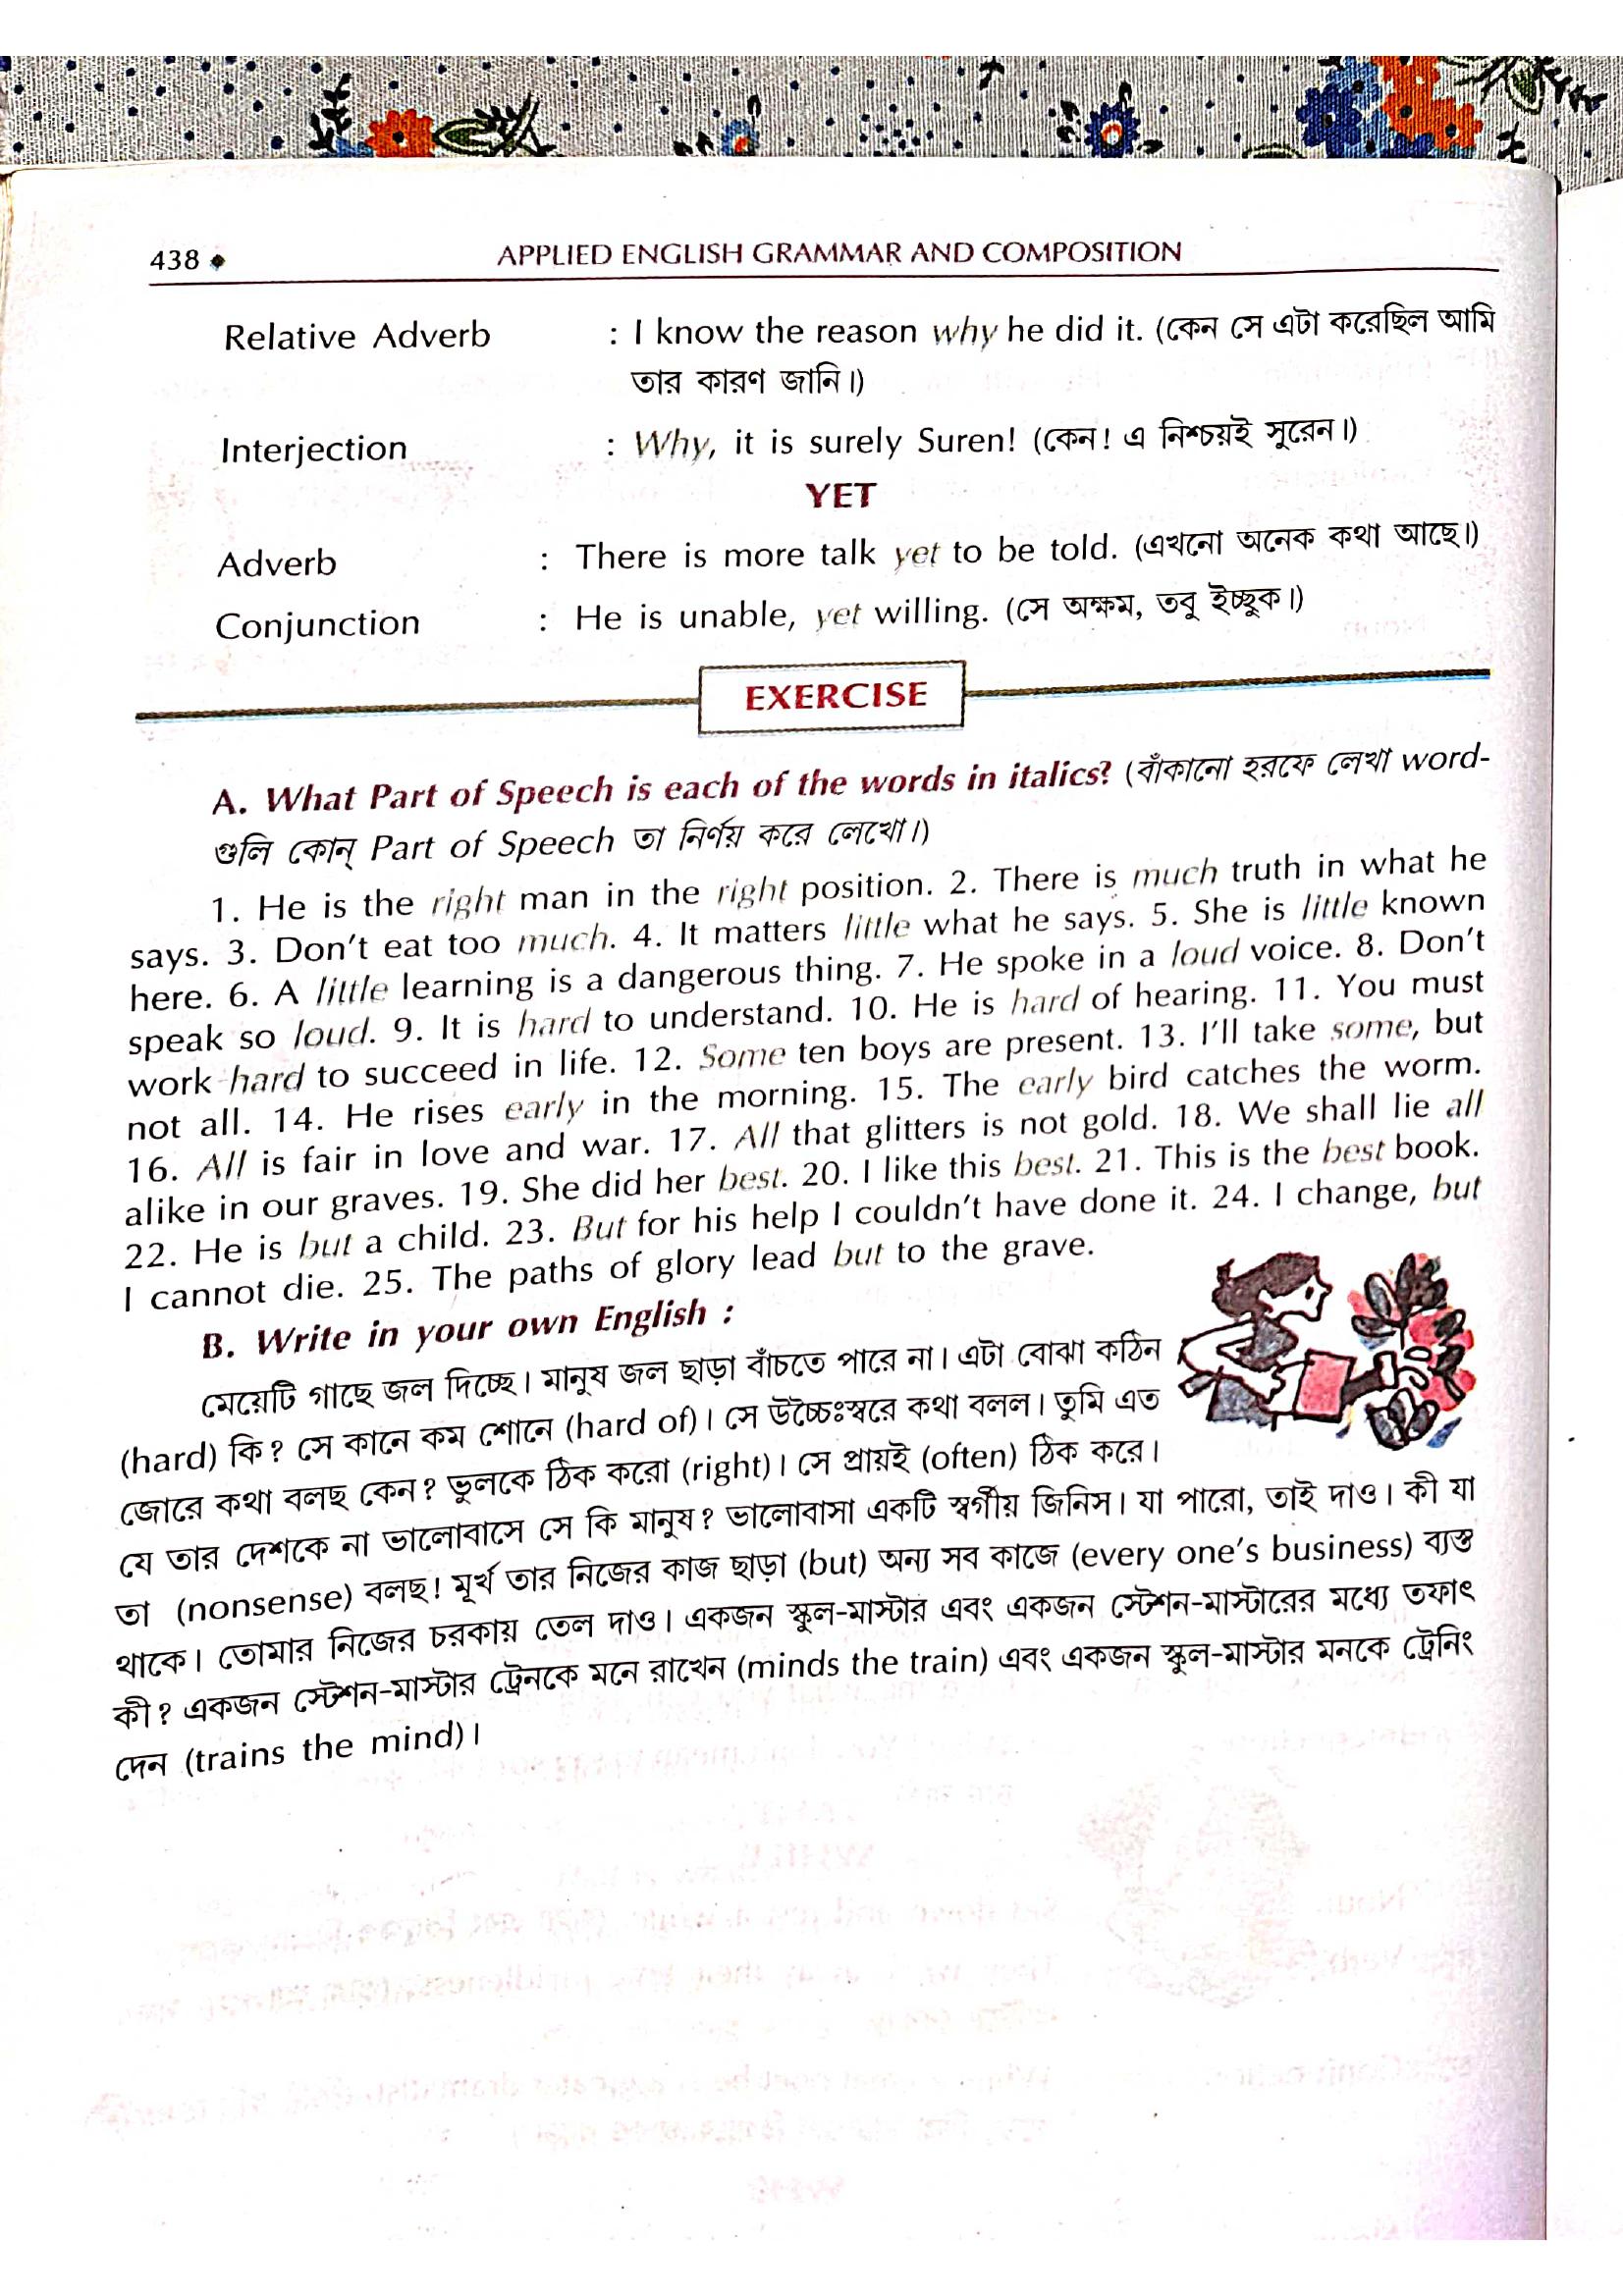 438 ◆ APPLIED ENGLISH GRAMMAR AND COMPOSITION
Relative Adverb : I know the reason why he did it. (কেন সে এটা করেছিল আমি
তার কারণ জানি।)
Interjection : Why, it is surely Suren! (কেন! এ নিশ্চয়ই সুরেন।)
YET
Adverb : There is more talk yet to be told. (এখনো অনেক কথা আছে।)
Conjunction : He is unable, yet willing. (সে অক্ষম, তবু ইচ্ছুক।)
EXERCISE
A. What Part of Speech is each of the words in italics? (বাঁকানো হরফে লেখা word-
গুলি কোন্ Part of Speech তা নির্ণয় করে লেখো।)
1. He is the right man in the right position. 2. There is much truth in what he
says. 3. Don't eat too much. 4. It matters little what he says. 5. She is little known
here. 6. A little learning is a dangerous thing. 7. He spoke in a loud voice. 8. Don't
speak so loud. 9. It is hard to understand. 10. He is hard of hearing. 11. You must
work hard to succeed in life. 12. Some ten boys are present. 13. I'll take some, but
not all. 14. He rises early in the morning. 15. The early bird catches the worm.
16. All is fair in love and war. 17. All that glitters is not gold. 18. We shall lie all
alike in our graves. 19. She did her best. 20. I like this best. 21. This is the best book.
22. He is but a child. 23. But for his help I couldn't have done it. 24. I change, but
I cannot die. 25. The paths of glory lead but to the grave.
B. Write in your own English :
মেয়েটি গাছে জল দিচ্ছে। মানুষ জল ছাড়া বাঁচতে পারে না। এটা বোঝা কঠিন
(hard) কি? সে কানে কম শোনে (hard of)। সে উচ্চৈঃস্বরে কথা বলল। তুমি এত
জোরে কথা বলছ কেন? ভুলকে ঠিক করো (right)। সে প্রায়ই (often) ঠিক করে।
যে তার দেশকে না ভালোবাসে সে কি মানুষ? ভালোবাসা একটি স্বর্গীয় জিনিস। যা পারো, তাই দাও। কী যা
তা (nonsense) বলছ! মূর্খ তার নিজের কাজ ছাড়া (but) অন্য সব কাজে (every one's business) ব্যস্ত
থাকে। তোমার নিজের চরকায় তেল দাও। একজন স্কুল-মাস্টার এবং একজন স্টেশন-মাস্টারের মধ্যে তফাৎ
কী? একজন স্টেশন-মাস্টার ট্রেনকে মনে রাখেন (minds the train) এবং একজন স্কুল-মাস্টার মনকে ট্রেনিং
দেন (trains the mind)।